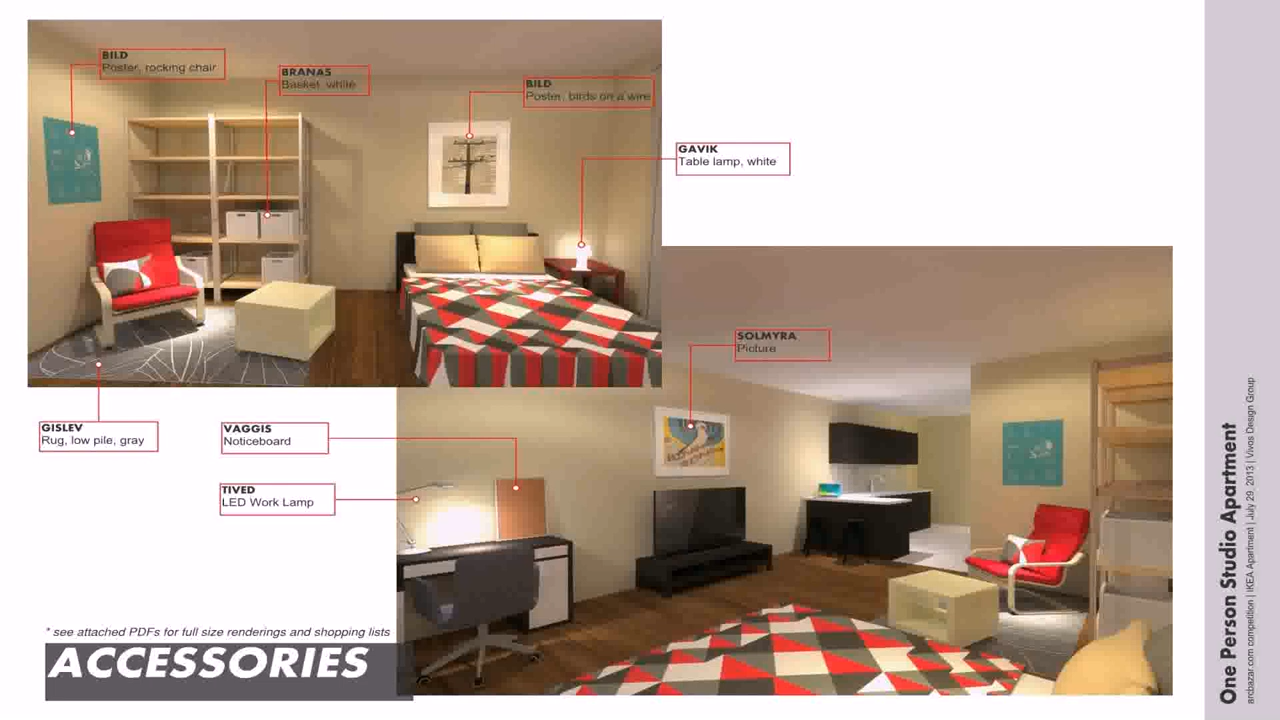 BILD
Poster, rocking chair
BRANAS
Basket, white
BILD
Poster, birds on a wire
GAVIK
Table lamp, white
SOLMYRA
Picture
GISLEV
Rug, low pile, gray
VAGGIS
Noticeboard
TIVED
LED Work Lamp
* see attached PDFs for full size renderings and shopping lists
ACCESSORIES
One Person Studio Apartment
arcbazar.com competition | IKEA Apartment | July 29, 2013 | Vivos Design Group